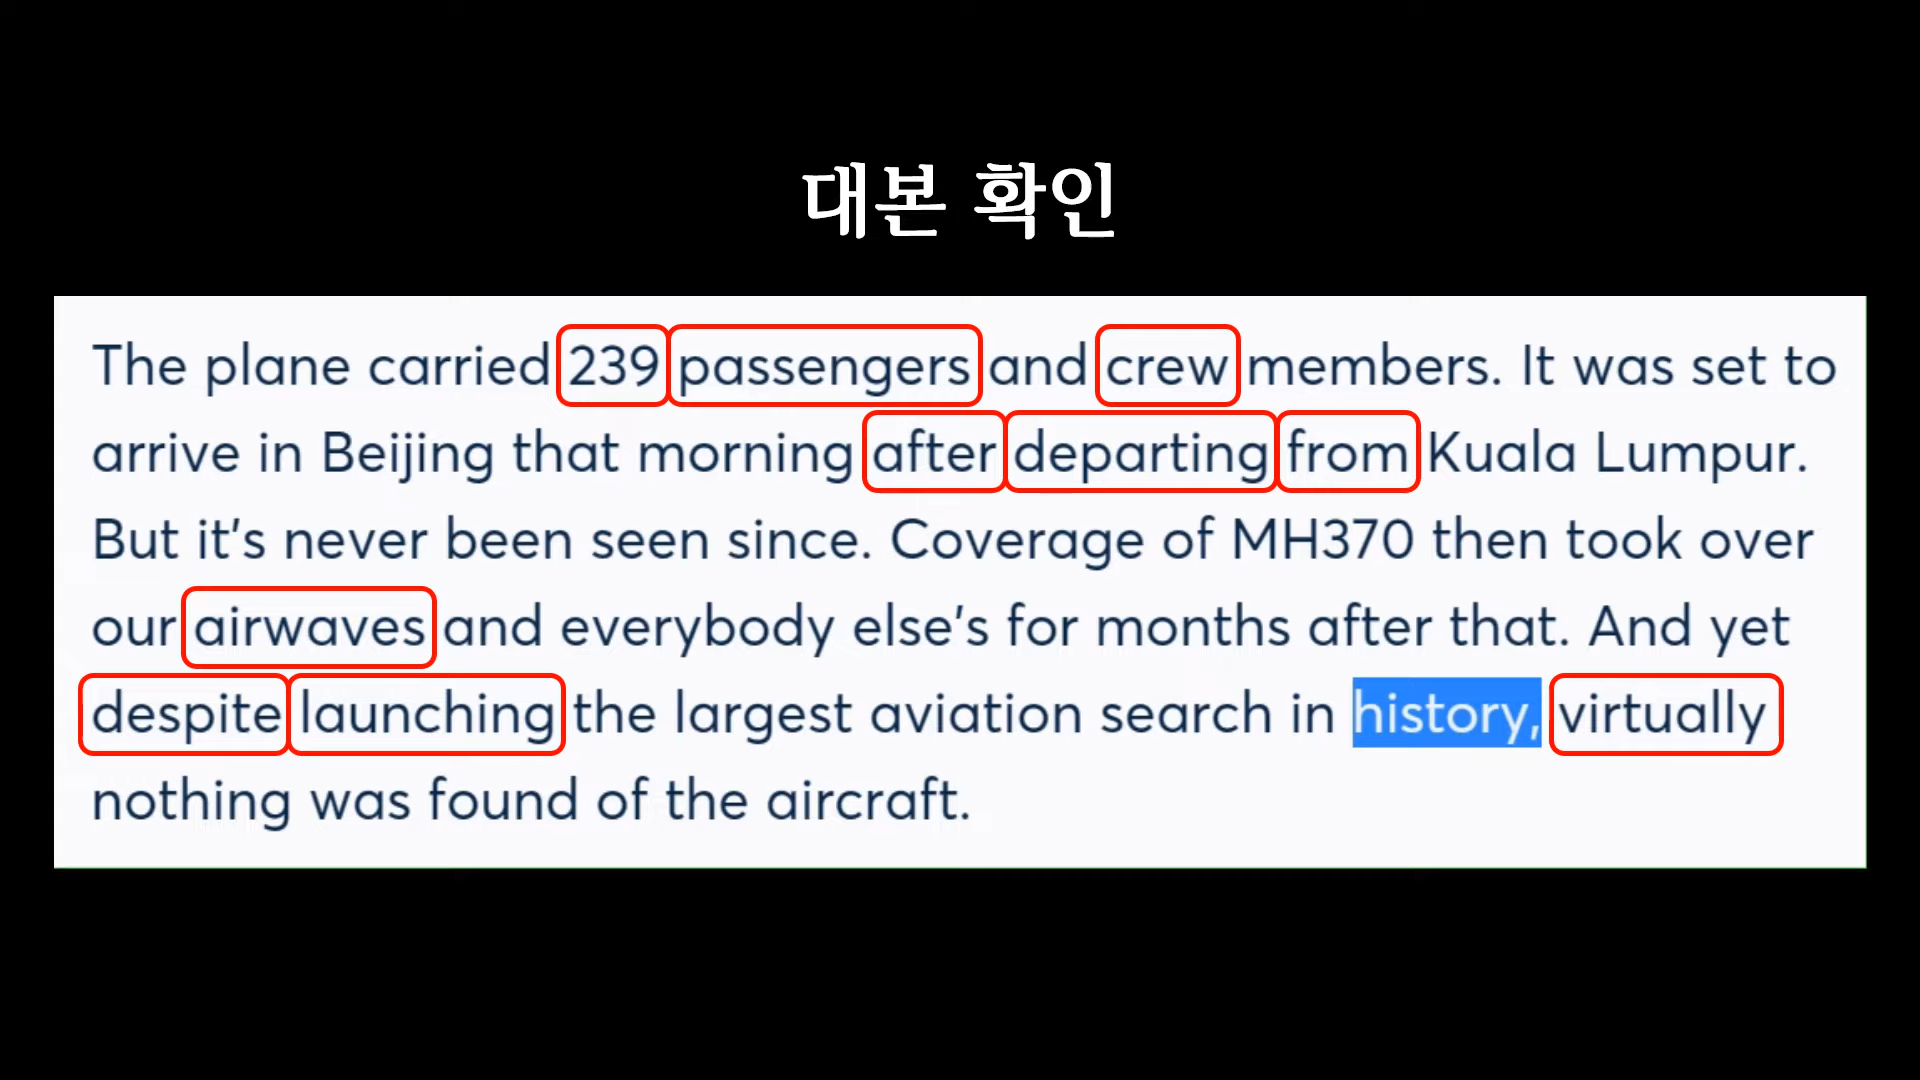 대본 확인
The plane carried 239 passengers and crew members. It was set to
arrive in Beijing that morning after departing from Kuala Lumpur.
But it's never been seen since. Coverage of MH370 then took over
our airwaves and everybody else's for months after that. And yet
despite launching the largest aviation search in history, virtually
nothing was found of the aircraft.